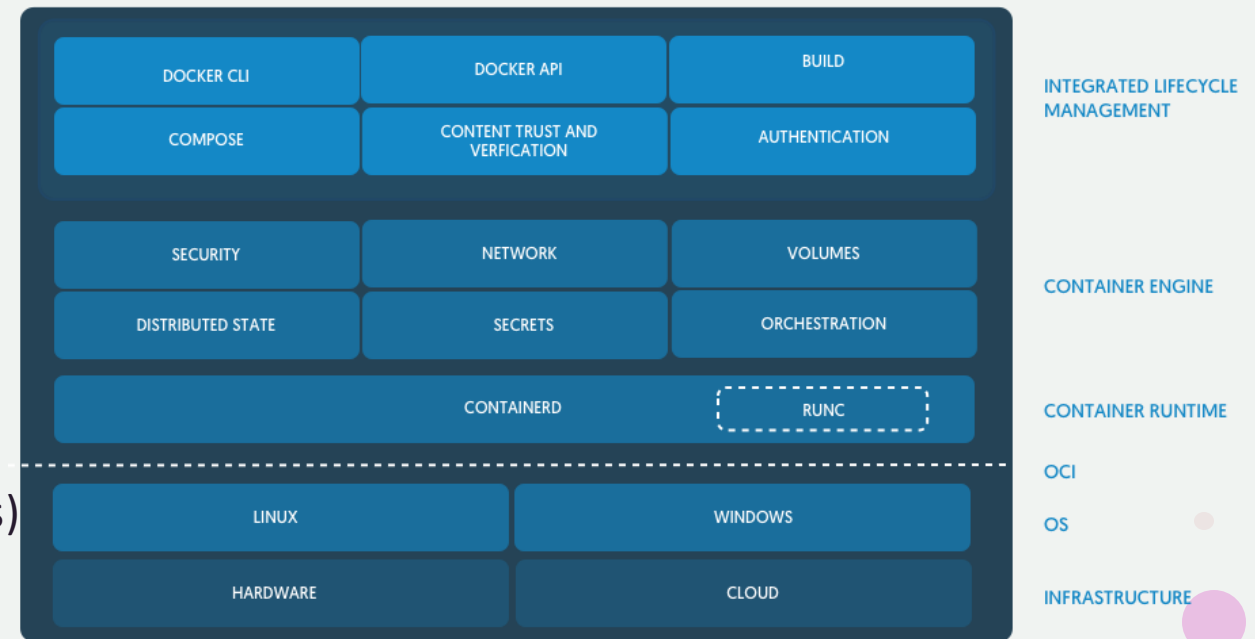 DOCKER CLI
DOCKER API
BUILD
INTEGRATED LIFECYCLE
MANAGEMENT
COMPOSE
CONTENT TRUST AND
VERFICATION
AUTHENTICATION
SECURITY
NETWORK
VOLUMES
CONTAINER ENGINE
DISTRIBUTED STATE
SECRETS
ORCHESTRATION
CONTAINERD
RUNC
CONTAINER RUNTIME
OCI
s)
LINUX
WINDOWS
OS
HARDWARE
CLOUD
INFRASTRUCTURE